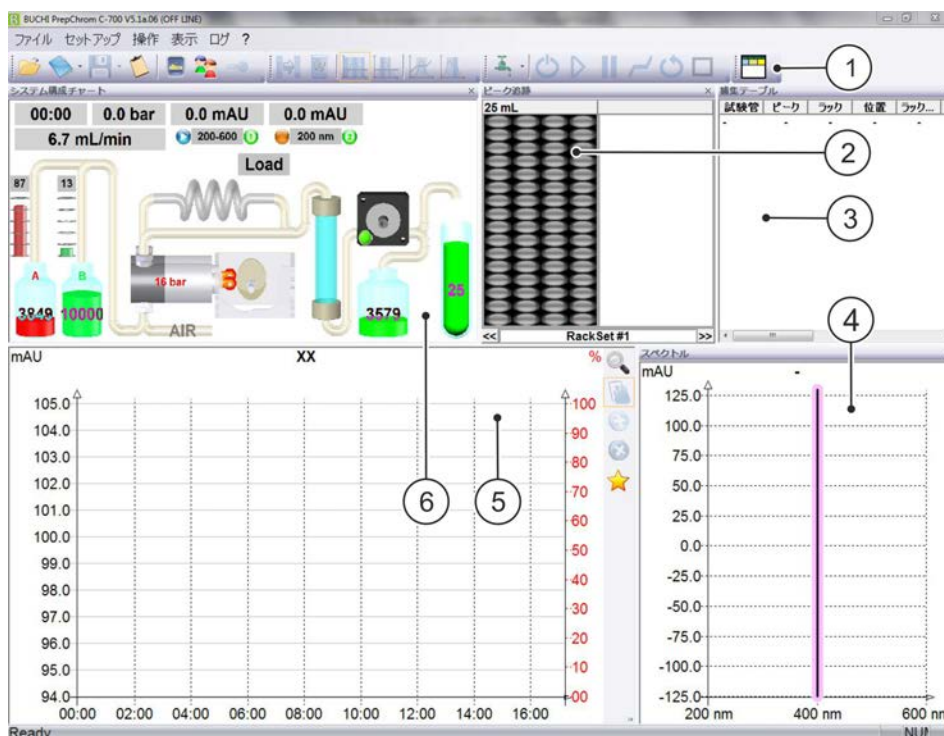 BUCHI PrepChrom C-700 V5.1a.06 (OFF LINE)
ファイル セットアップ 操作 表示 ログ ?
1
システム構成チャート
00:00 0.0 bar 0.0 mAU 0.0 mAU
6.7 mL/min 200-600 1 200 nm 2
Load
87 13
A B
16 bar
3849 10000 3579 25
AIR
6
ピーク追跡
25 mL
2
<< RackSet #1 >>
編集テーブル
試験管 ピーク ラック 位置 ラック...
- - - - -
3
mAU XX %
105.0 100
104.0 90
103.0 80
102.0 70
101.0 60
100.0 50
99.0 40
98.0 30
97.0 20
96.0 10
95.0 00
94.0
00:00 02:00 04:00 06:00 08:00 10:00 12:00 14:00 16:00
5
スペクトル
mAU -
4
125.0
100.0
75.0
50.0
25.0
0.0
-25.0
-50.0
-75.0
-100.0
-125.0
200 nm 400 nm 600 n
Ready